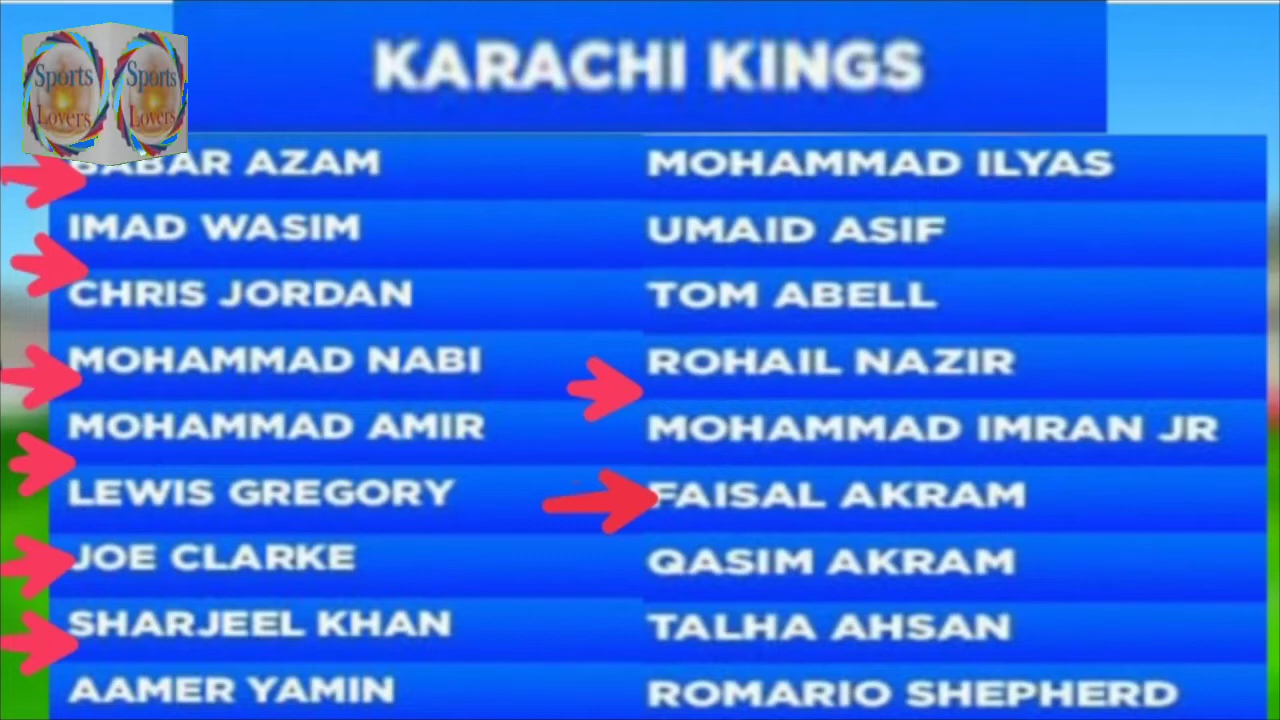 Sports Lovers
Sports Lovers
KARACHI KINGS
BABAR AZAM
IMAD WASIM
CHRIS JORDAN
MOHAMMAD NABI
MOHAMMAD AMIR
LEWIS GREGORY
JOE CLARKE
SHARJEEL KHAN
AAMER YAMIN
MOHAMMAD ILYAS
UMAID ASIF
TOM ABELL
ROHAIL NAZIR
MOHAMMAD IMRAN JR
FAISAL AKRAM
QASIM AKRAM
TALHA AHSAN
ROMARIO SHEPHERD